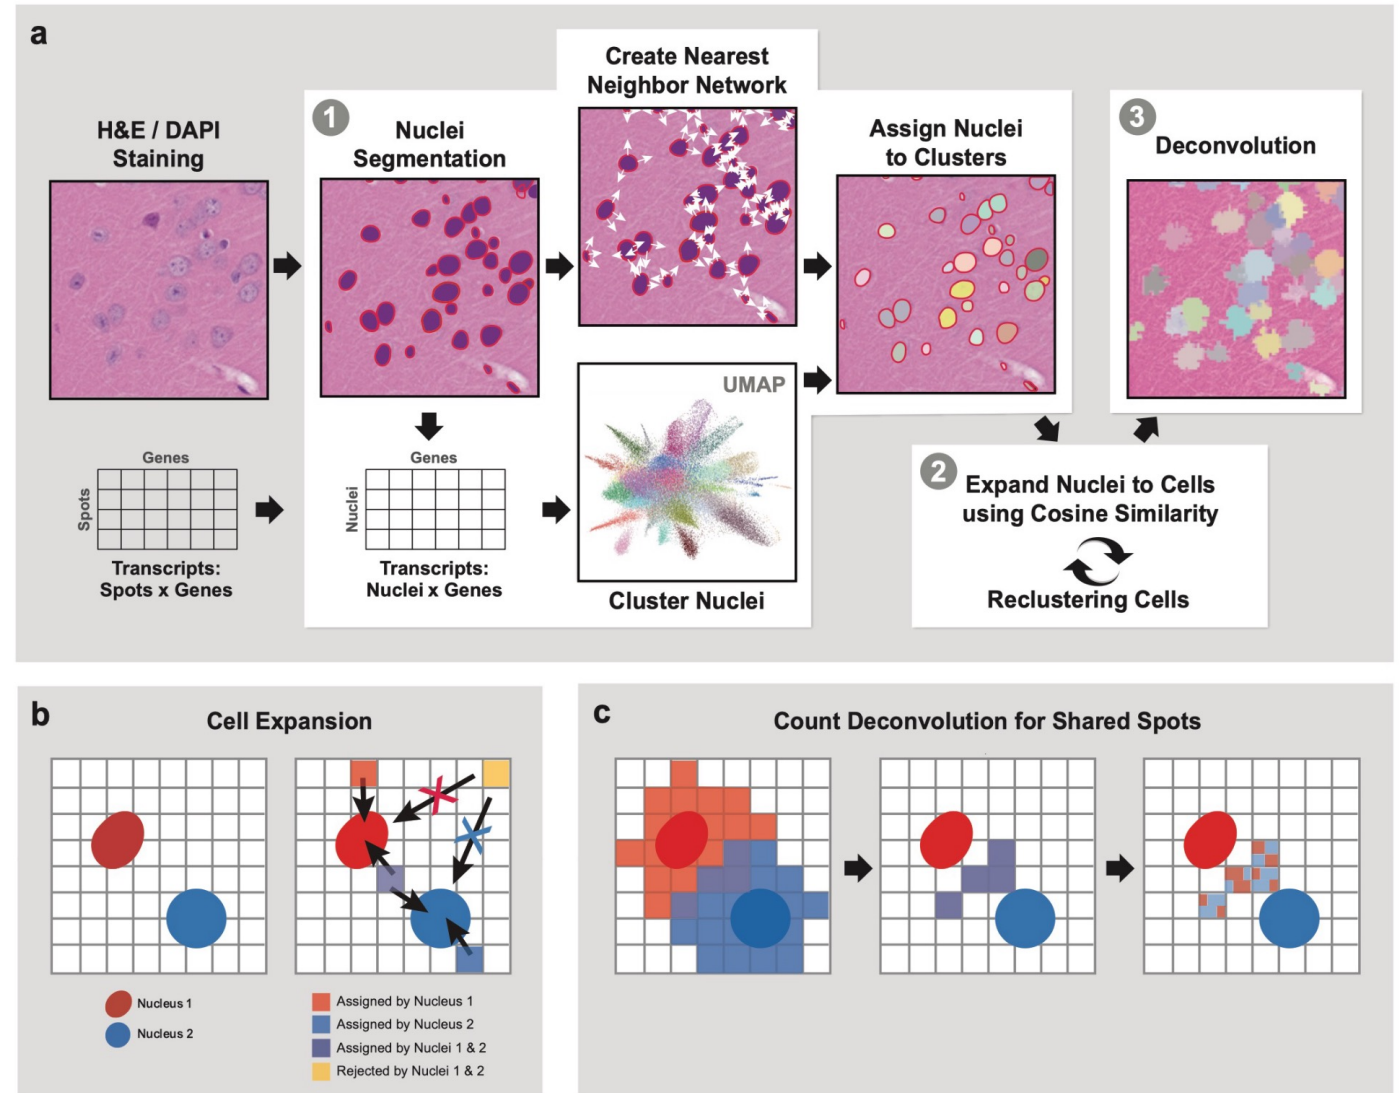 a
H&E / DAPI
Staining
1
Nuclei
Segmentation
Create Nearest
Neighbor Network
Assign Nuclei
to Clusters
3
Deconvolution
Genes
Spots
Transcripts:
Spots x Genes
Genes
Nuclei
Transcripts:
Nuclei x Genes
UMAP
Cluster Nuclei
2
Expand Nuclei to Cells
using Cosine Similarity
Reclustering Cells
b
Cell Expansion
Nucleus 1
Nucleus 2
Assigned by Nucleus 1
Assigned by Nucleus 2
Assigned by Nuclei 1 & 2
Rejected by Nuclei 1 & 2
c
Count Deconvolution for Shared Spots